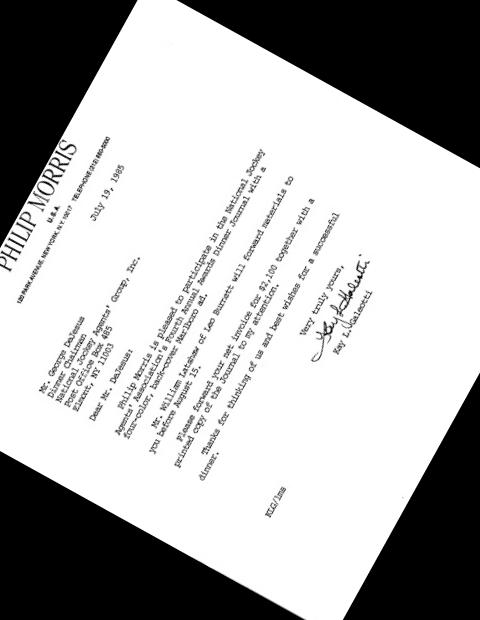 PHILIP MORRIS
U.S.A.
120 PARK AVENUE, NEW YORK, N.Y. 10017 TELEPHONE (212) 880-5000
July 19, 1985
Mr. George DeJesus
Dinner Chairman
National Jockey Agents' Group, Inc.
Post Office Box 485
Elmont, NY 11003
Dear Mr. DeJesus:
Philip Morris is pleased to participate in the National Jockey
Agents' Association's Fourth Annual Awards Dinner Journal with a
four-color, back-cover Marlboro ad.
Mr. William Latshaw of Leo Burnett will forward materials to
you before August 15.
Please forward your net invoice for $2,100 together with a
printed copy of the Journal to my attention.
Thanks for thinking of us and best wishes for a successful
dinner.
Very truly yours,
Kay L. Galeotti
KLG/lms